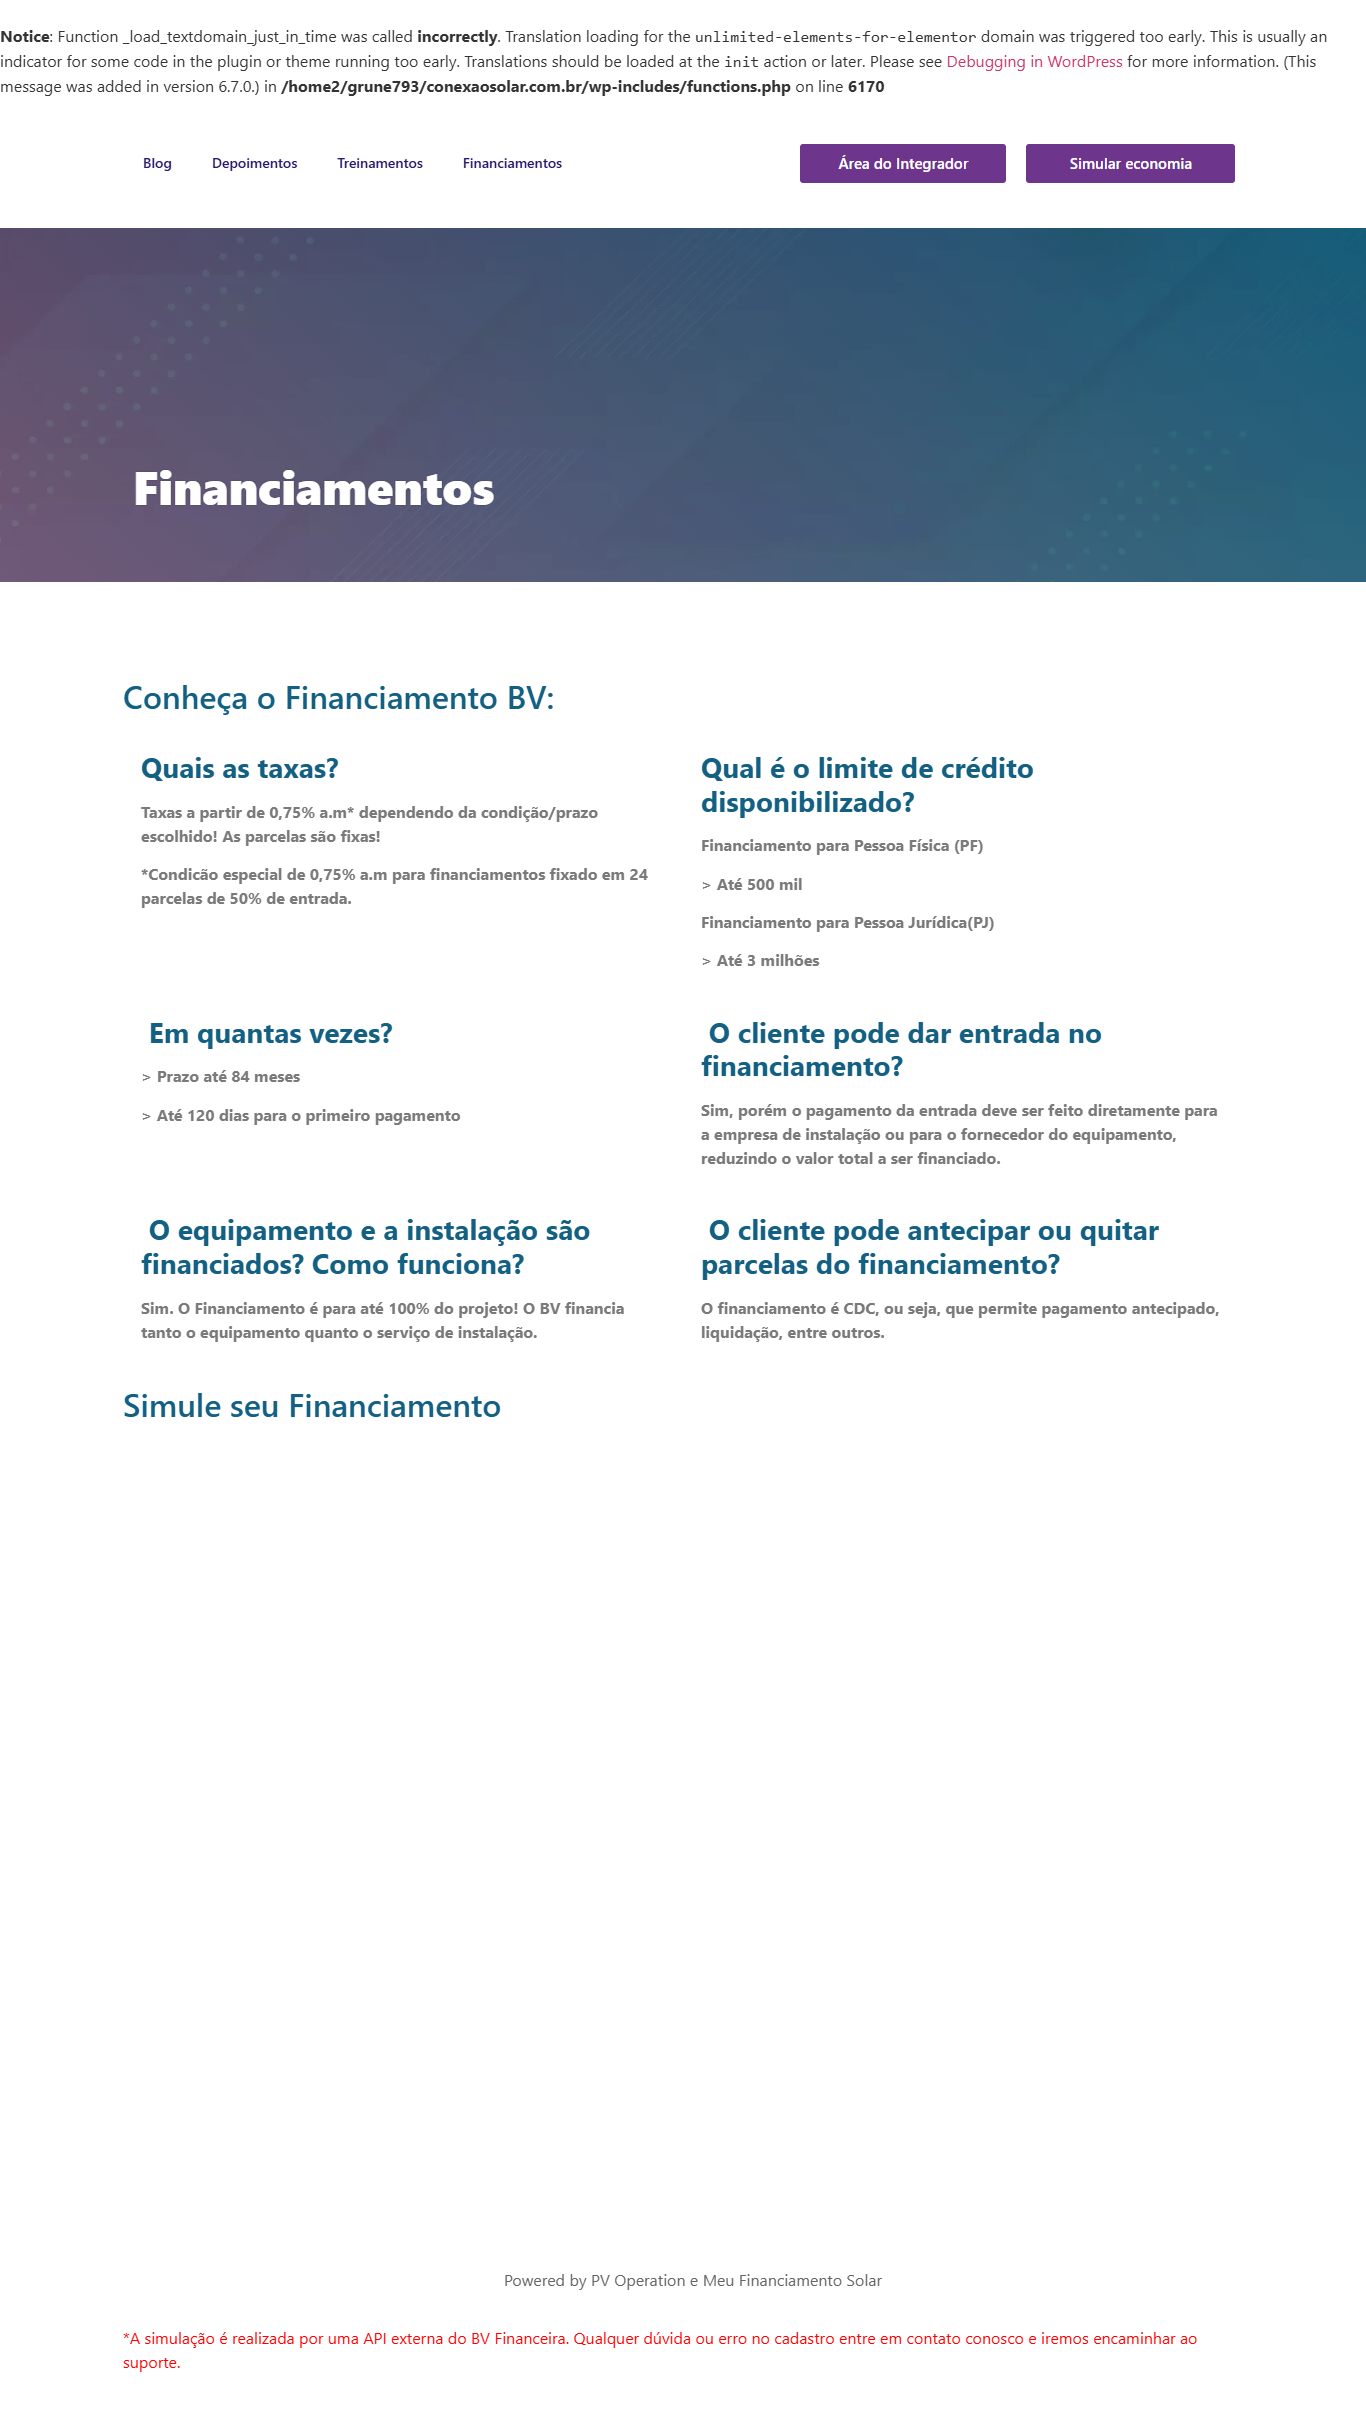 Notice: Function _load_textdomain_just_in_time was called incorrectly. Translation loading for the unlimited-elements-for-elementor domain was triggered too early. This is usually an
indicator for some code in the plugin or theme running too early. Translations should be loaded at the init action or later. Please see Debugging in WordPress for more information. (This
message was added in version 6.7.0.) in /home2/grune793/conexaosolar.com.br/wp-includes/functions.php on line 6170
Blog Depoimentos Treinamentos Financiamentos Área do Integrador Simular economia
Financiamentos
Conheça o Financiamento BV:
Quais as taxas?
Taxas a partir de 0,75% a.m* dependendo da condição/prazo
escolhido! As parcelas são fixas!
*Condicão especial de 0,75% a.m para financiamentos fixado em 24
parcelas de 50% de entrada.
Qual é o limite de crédito
disponibilizado?
Financiamento para Pessoa Física (PF)
> Até 500 mil
Financiamento para Pessoa Jurídica(PJ)
> Até 3 milhões
Em quantas vezes?
> Prazo até 84 meses
> Até 120 dias para o primeiro pagamento
O cliente pode dar entrada no
financiamento?
Sim, porém o pagamento da entrada deve ser feito diretamente para
a empresa de instalação ou para o fornecedor do equipamento,
reduzindo o valor total a ser financiado.
O equipamento e a instalação são
financiados? Como funciona?
Sim. O Financiamento é para até 100% do projeto! O BV financia
tanto o equipamento quanto o serviço de instalação.
O cliente pode antecipar ou quitar
parcelas do financiamento?
O financiamento é CDC, ou seja, que permite pagamento antecipado,
liquidação, entre outros.
Simule seu Financiamento
Powered by PV Operation e Meu Financiamento Solar
*A simulação é realizada por uma API externa do BV Financeira. Qualquer dúvida ou erro no cadastro entre em contato conosco e iremos encaminhar ao
suporte.